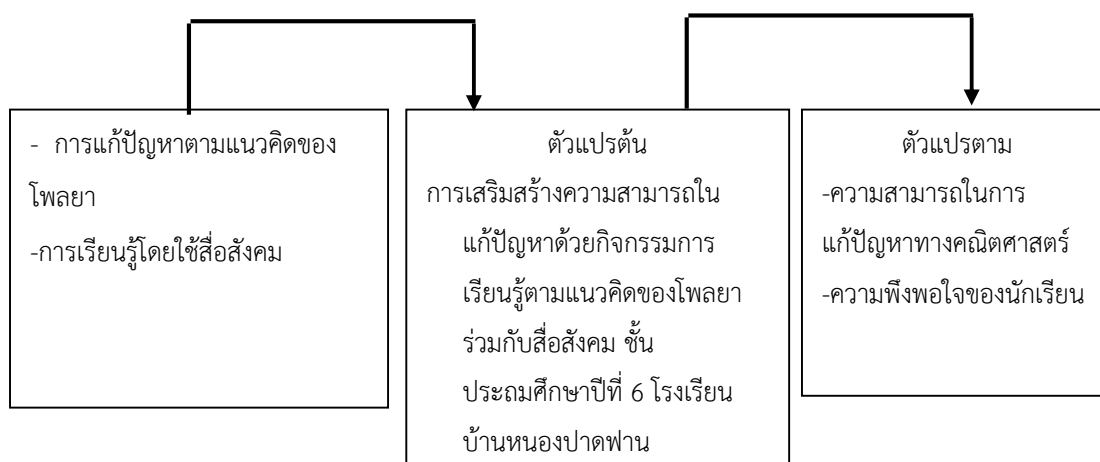 - การแก้ปัญหาตามแนวคิดของ
โพลยา
-การเรียนรู้โดยใช้สื่อสังคม
ตัวแปรต้น
การเสริมสร้างความสามารถใน
แก้ปัญหาด้วยกิจกรรมการ
เรียนรู้ตามแนวคิดของโพลยา
ร่วมกับสื่อสังคม ชั้น
ประถมศึกษาปีที่ 6 โรงเรียน
บ้านหนองปาดฟาน
ตัวแปรตาม
-ความสามารถในการ
แก้ปัญหาทางคณิตศาสตร์
-ความพึงพอใจของนักเรียน